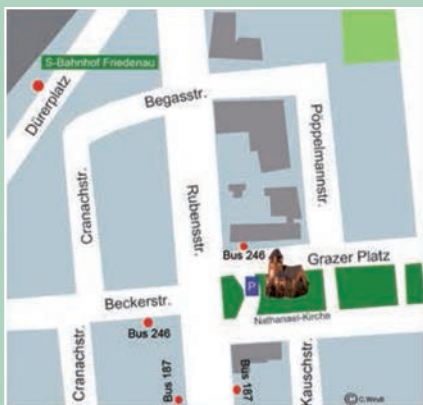 S-Bahnhof Friedenau
Dürerplatz
Begasstr.
Pöppelmannstr.
Cranachstr.
Rubensstr.
Bus 246
Grazer Platz
P
Beckerstr.
Nathanael-Kirche
Bus 246
Cranachstr.
Bus 187
Bus 187
Kauschstr.
© C. Windt